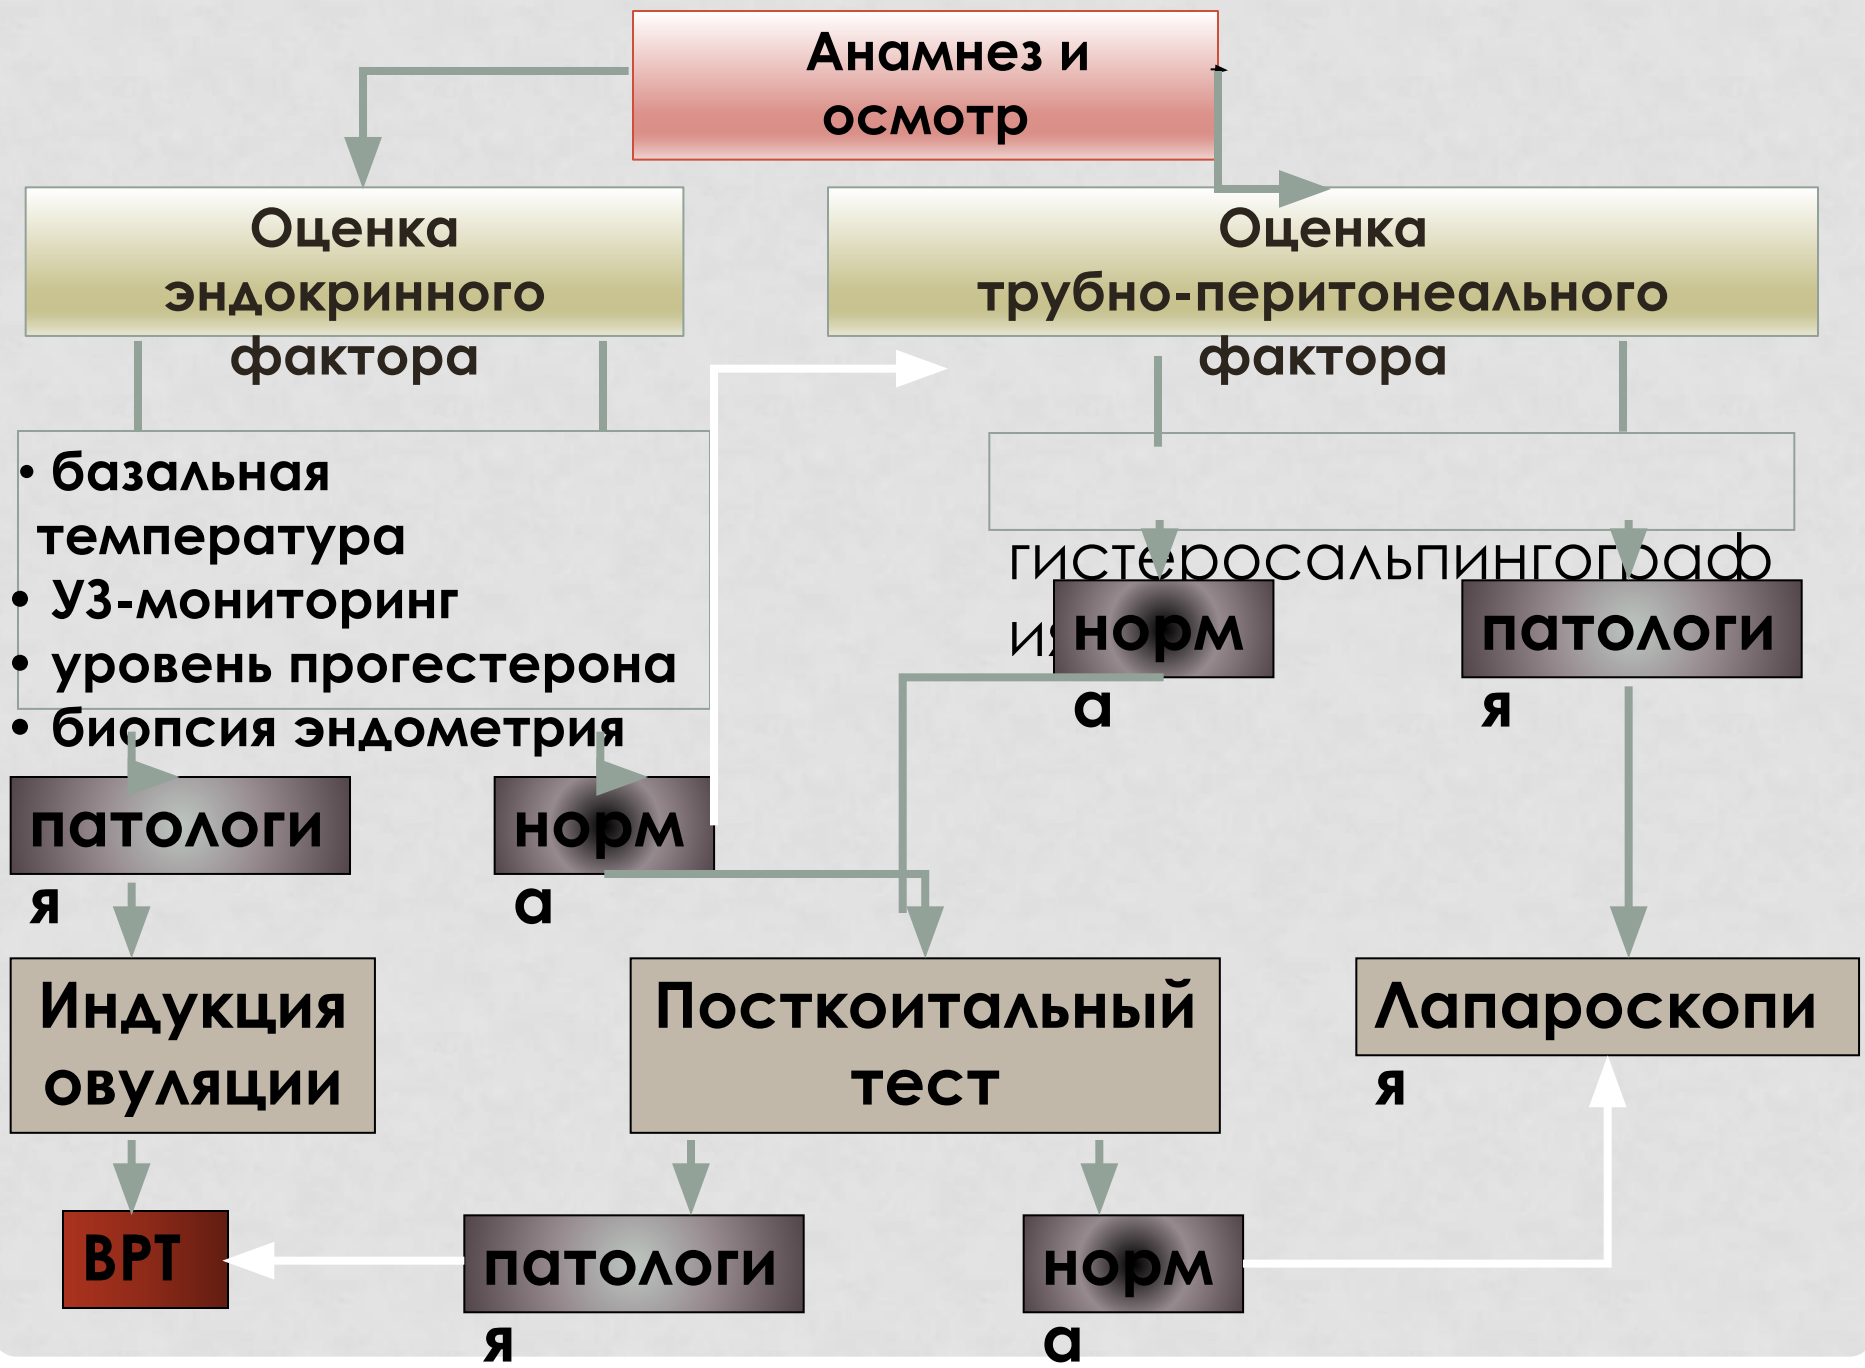 Анамнез и
осмотр
Оценка
эндокринного
фактора
Оценка
трубно-перитонеального
фактора
• базальная
температура
• УЗ-мониторинг
• уровень прогестерона
• биопсия эндометрия
гистеросальпингограф
ия
норм
а
патологи
я
патологи
я
норм
а
Индукция
овуляции
Посткоитальный
тест
Лапароскопи
я
ВРТ
патологи
я
норм
а